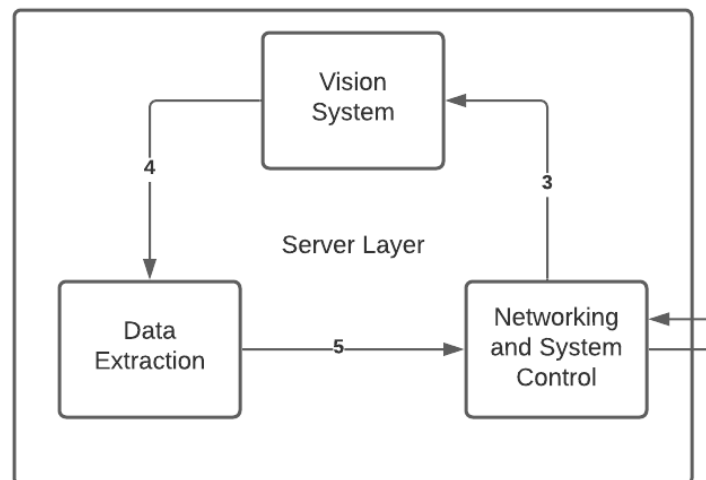 Vision
System
4
3
Server Layer
Data
Extraction
5
Networking
and System
Control